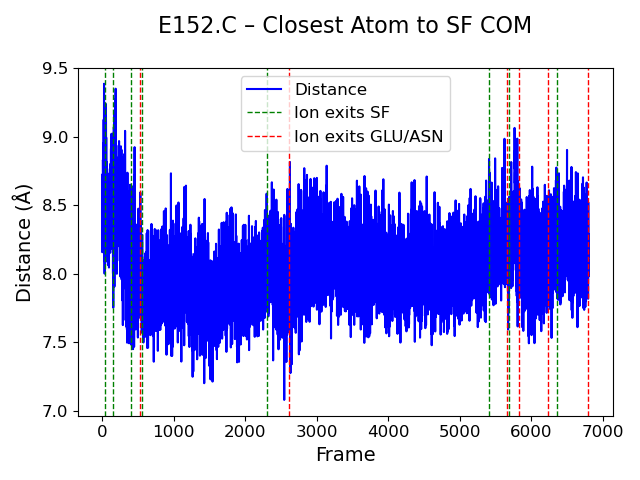 E152.C – Closest Atom to SF COM
Distance
Ion exits SF
Ion exits GLU/ASN
Distance (Å)
9.5
9.0
8.5
8.0
7.5
7.0
0 1000 2000 3000 4000 5000 6000 7000
Frame